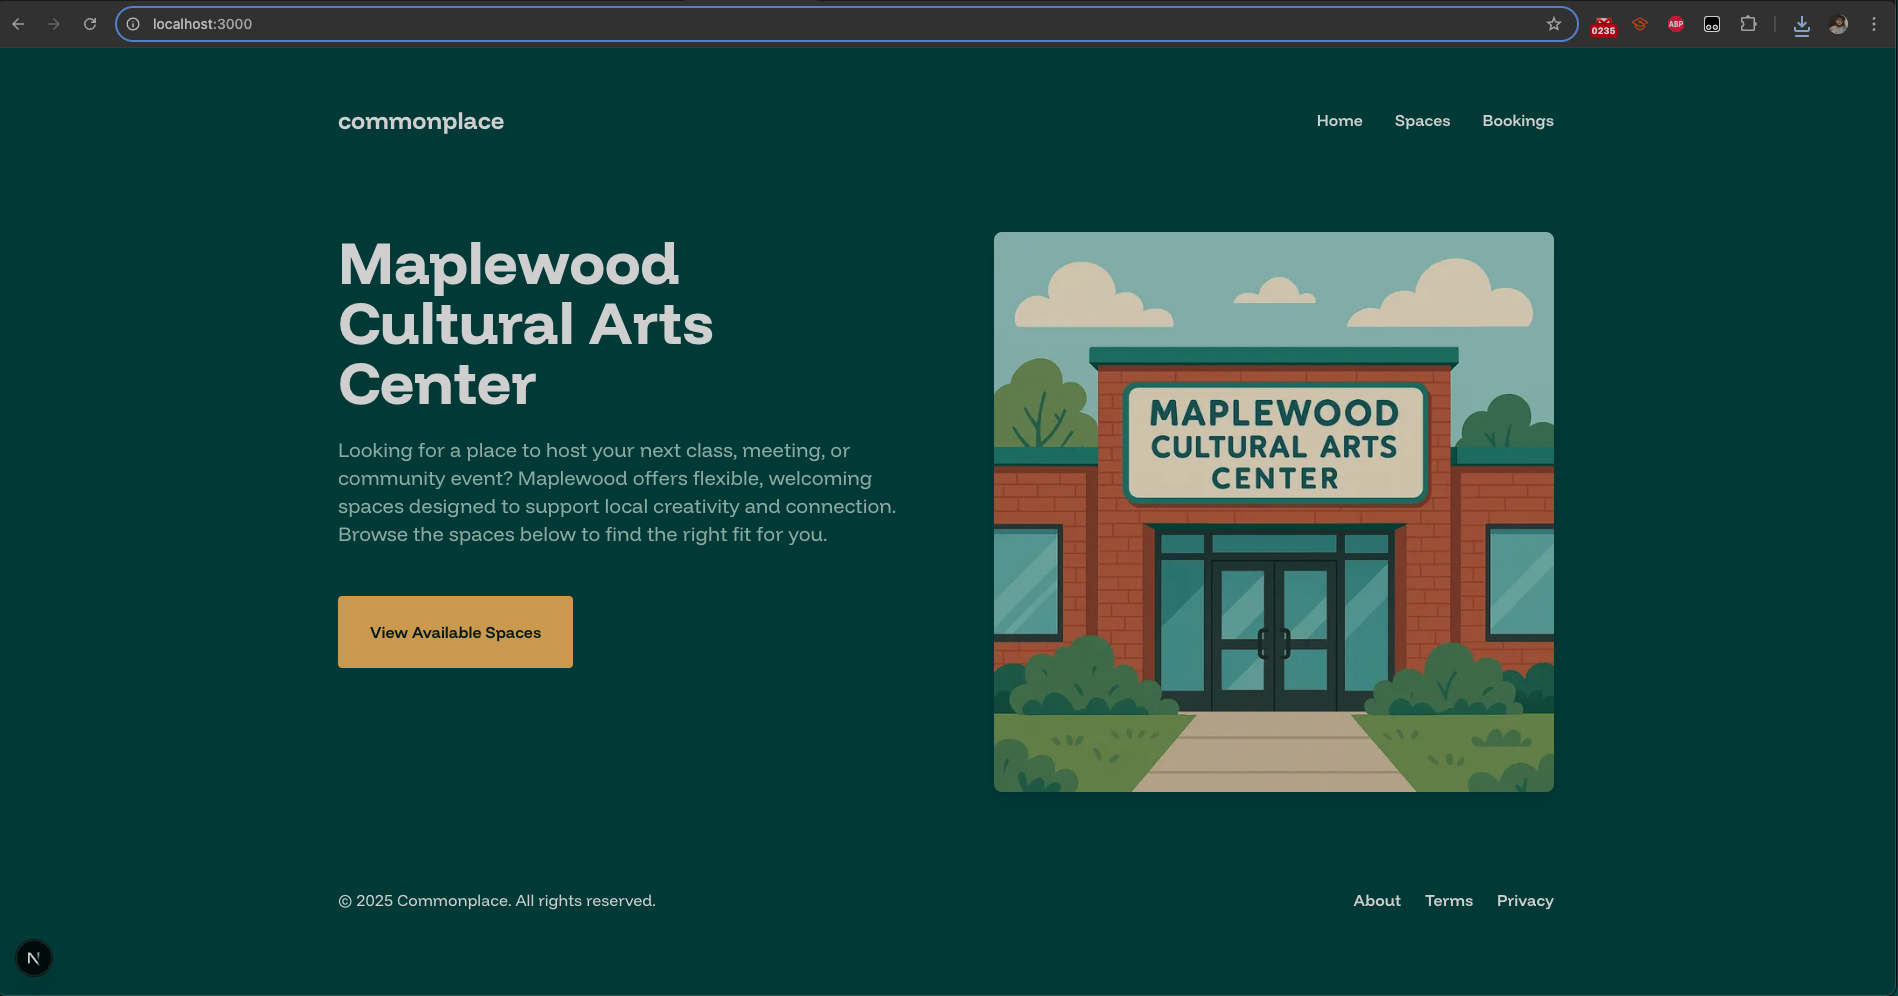 localhost:3000
0235
ABP
commonplace
Home Spaces Bookings
Maplewood
Cultural Arts
Center
Looking for a place to host your next class, meeting, or
community event? Maplewood offers flexible, welcoming
spaces designed to support local creativity and connection.
Browse the spaces below to find the right fit for you.
View Available Spaces
MAPLEWOOD
CULTURAL ARTS
CENTER
© 2025 Commonplace. All rights reserved.
About Terms Privacy
N